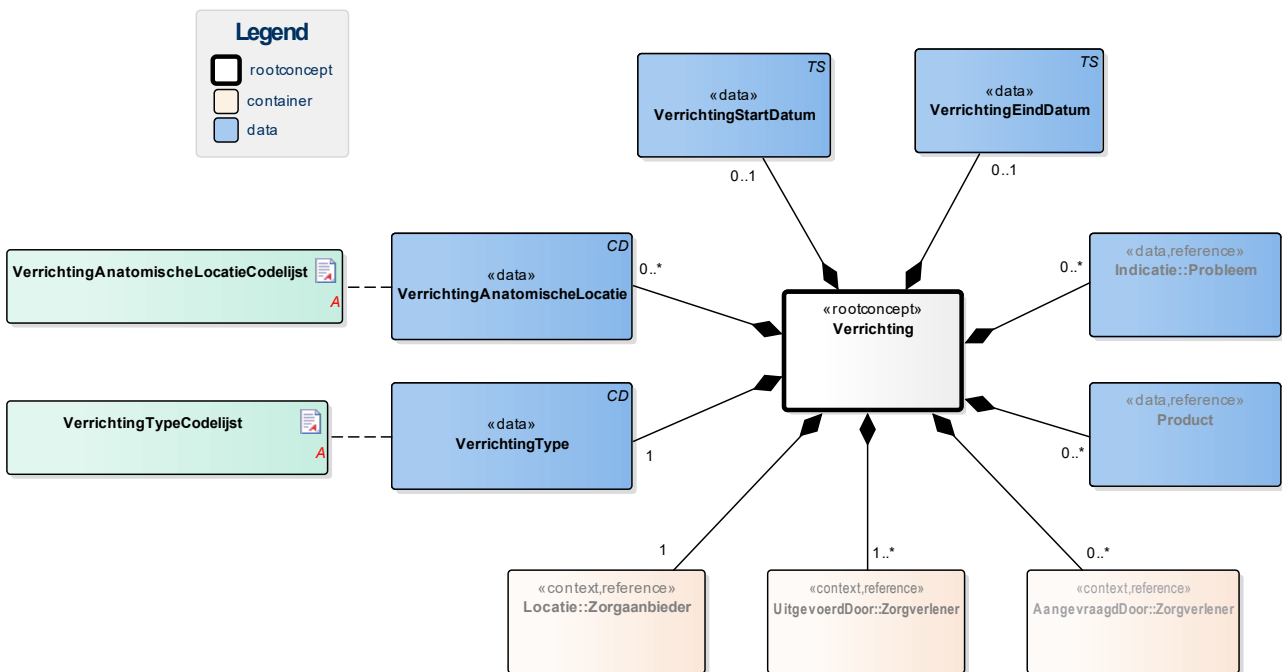 Legend
rootconcept
container
data
TS
«data»
VerrichtingStartDatum
0..1
TS
«data»
VerrichtingEindDatum
0..1
VerrichtingAnatomischeLocatieCodelijst
A
CD
«data»
VerrichtingAnatomischeLocatie
0..*
«rootconcept»
Verrichting
«data,reference»
Indicatie::Probleem
0..*
VerrichtingTypeCodelijst
A
CD
«data»
VerrichtingType
1
«data,reference»
Product
0..*
1
1..*
0..*
«context,reference»
Locatie::Zorgaanbieder
«context,reference»
UitgevoerdDoor::Zorgverlener
«context,reference»
AangevraagdDoor::Zorgverlener